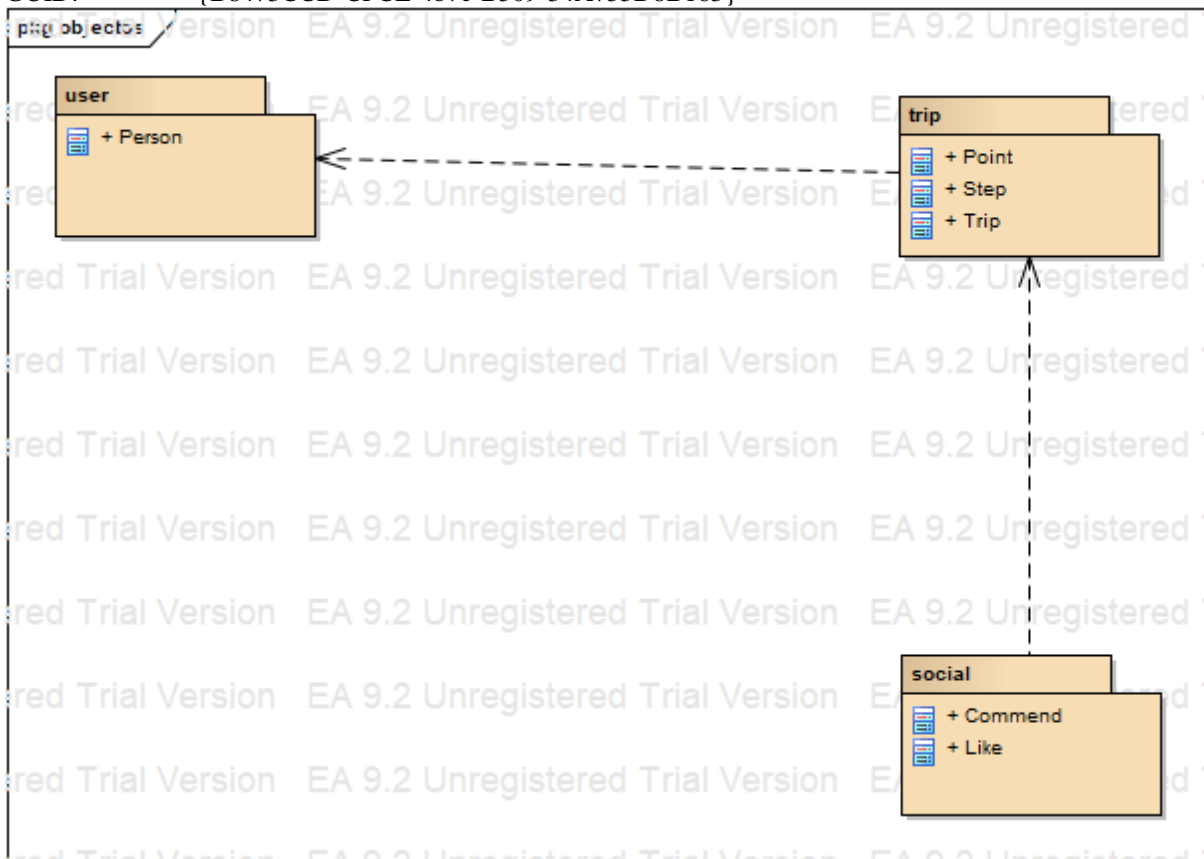 pkg objectos
user
+ Person
trip
+ Point
+ Step
+ Trip
social
+ Commend
+ Like
EA 9.2 Unregistered Trial Version